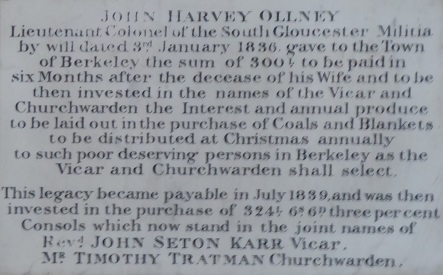 JOHN HARVEY OLLNEY
Lieutenant Colonel of the South Gloucester Militia
by will dated 3rd January 1836. gave to the Town
of Berkeley the sum of 300£ to be paid in
six Months after the decease of his Wife and to be
then invested in the names of the Vicar and
Churchwarden the Interest and annual produce
to be laid out in the purchase of Coals and Blankets
to be distributed at Christmas annually
to such poor deserving persons in Berkeley as the
Vicar and Churchwarden shall select.
This legacy became payable in July 1839, and was then
invested in the purchase of 324£ 6s 6d three per cent
Consols which now stand in the joint names of
Revd JOHN SETON KARR Vicar.
Mr TIMOTHY TRATMAN Churchwarden.